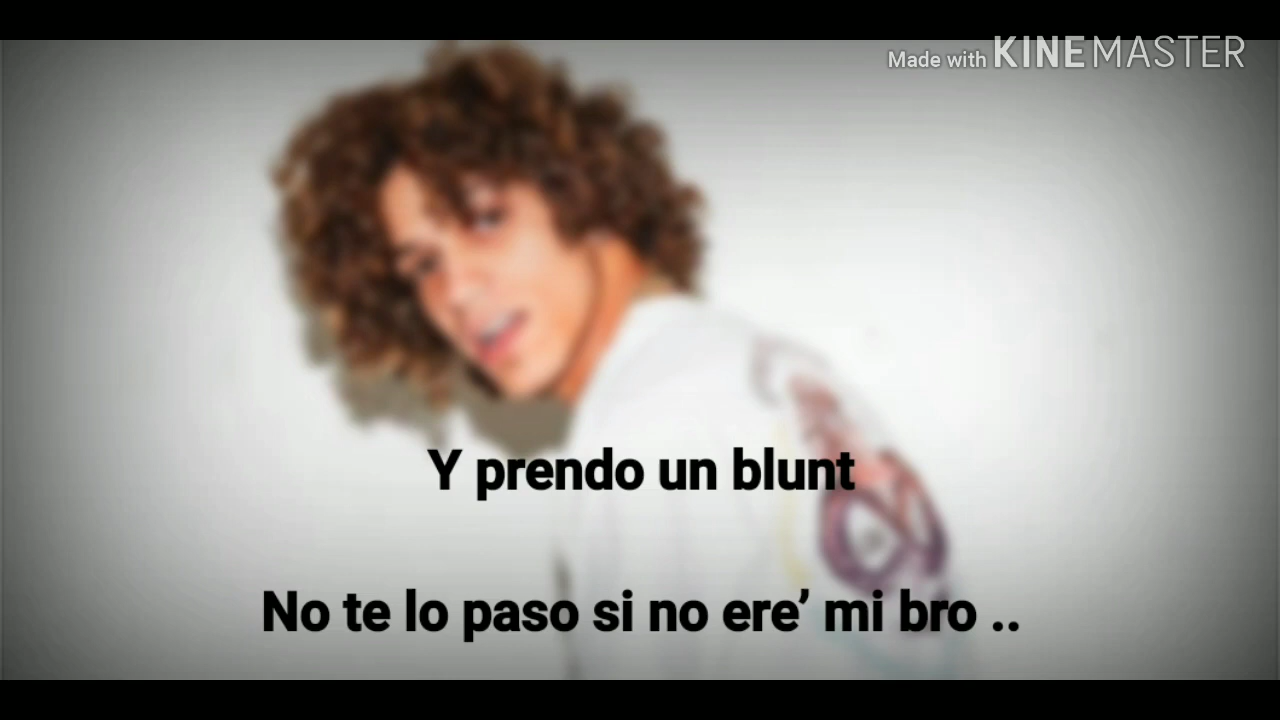 Made with KINEMASTER
Y prendo un blunt
No te lo paso si no ere’ mi bro ..